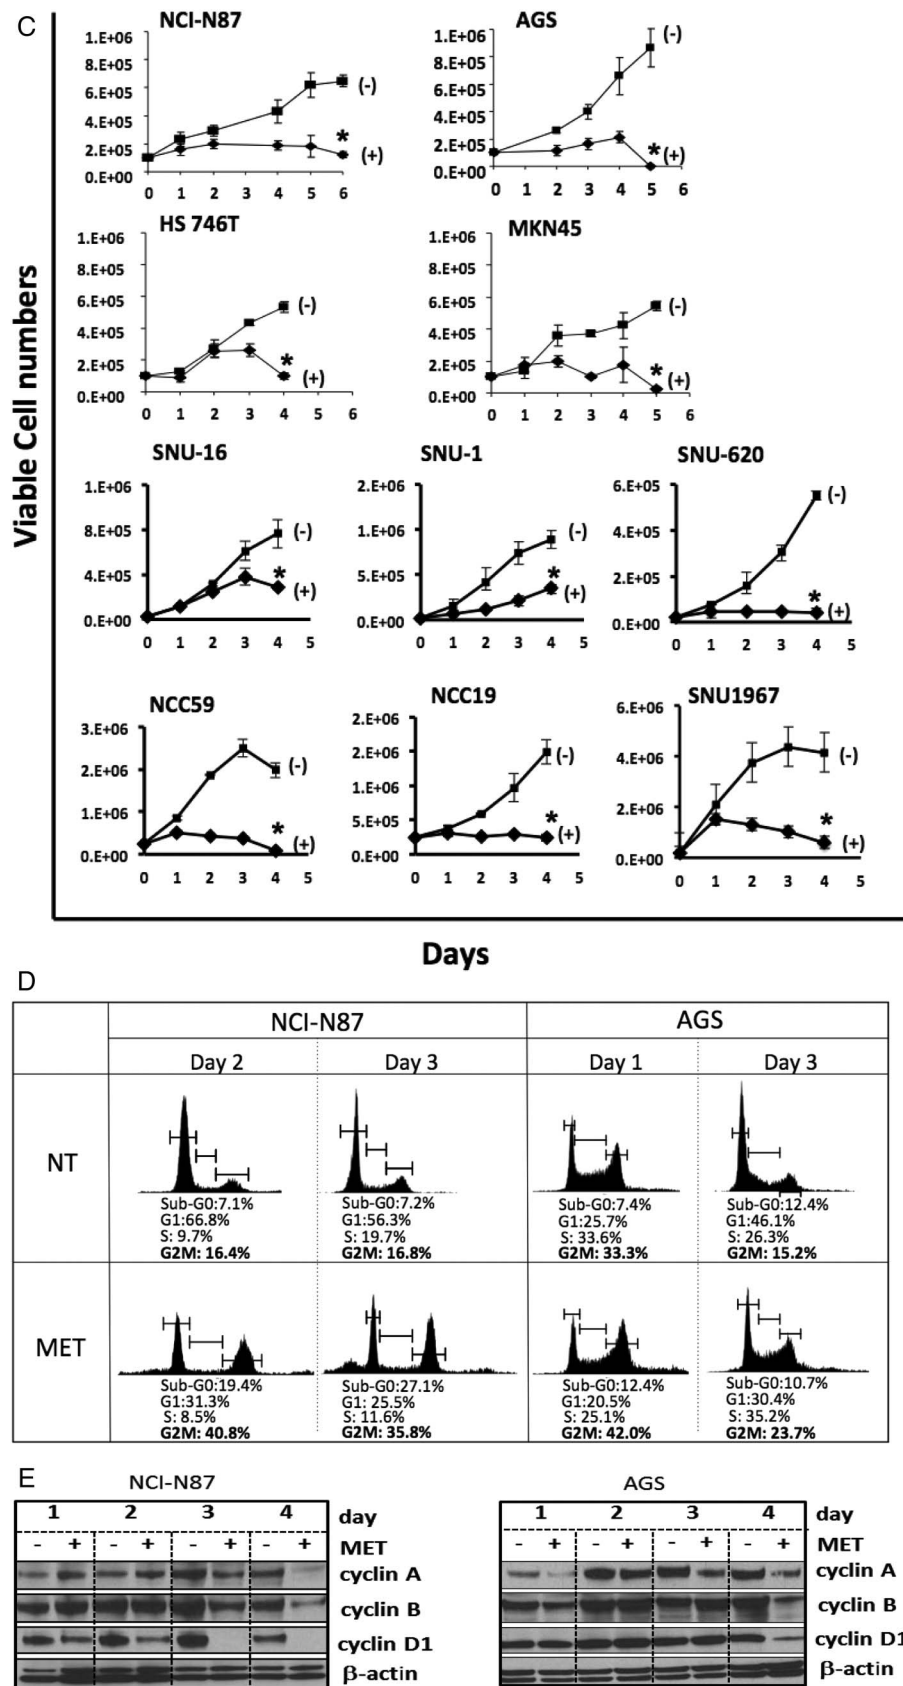 C
Viable Cell numbers
NCI-N87
1.E+06
8.E+05
6.E+05
4.E+05
2.E+05
0.E+00
0 1 2 3 4 5 6
(-)
*
(+)
AGS
1.E+06
8.E+05
6.E+05
4.E+05
2.E+05
0.E+00
0 1 2 3 4 5 6
(-)
*
(+)
HS 746T
1.E+06
8.E+05
6.E+05
4.E+05
2.E+05
0.E+00
0 1 2 3 4 5 6
(-)
*
(+)
MKN45
1.E+06
8.E+05
6.E+05
4.E+05
2.E+05
0.E+00
0 1 2 3 4 5 6
(-)
*
(+)
SNU-16
1.E+06
8.E+05
4.E+05
0.E+00
0 1 2 3 4 5
(-)
*
(+)
SNU-1
2.E+06
1.E+06
5.E+05
0.E+00
0 1 2 3 4 5
(-)
*
(+)
SNU-620
6.E+05
4.E+05
2.E+05
0.E+00
0 1 2 3 4 5
(-)
*
(+)
NCC59
3.E+06
2.E+06
1.E+06
0.E+00
0 1 2 3 4 5
(-)
*
(+)
NCC19
2.E+06
2.E+06
1.E+06
5.E+05
0.E+00
0 1 2 3 4 5
(-)
*
(+)
SNU1967
6.E+06
4.E+06
2.E+06
0.E+00
0 1 2 3 4 5
(-)
*
(+)
Days
D
NCI-N87 AGS
Day 2 Day 3 Day 1 Day 3
NT
Sub-G0:7.1%
G1:66.8%
S: 9.7%
G2M: 16.4%
Sub-G0:7.2%
G1:56.3%
S: 19.7%
G2M: 16.8%
Sub-G0:7.4%
G1:25.7%
S: 33.6%
G2M: 33.3%
Sub-G0:12.4%
G1:46.1%
S: 26.3%
G2M: 15.2%
MET
Sub-G0:19.4%
G1:31.3%
S: 8.5%
G2M: 40.8%
Sub-G0:27.1%
G1: 25.5%
S: 11.6%
G2M: 35.8%
Sub-G0:12.4%
G1:20.5%
S: 25.1%
G2M: 42.0%
Sub-G0:10.7%
G1:30.4%
S: 35.2%
G2M: 23.7%
E
NCI-N87
1 2 3 4 day
- + - + - + - + MET
cyclin A
cyclin B
cyclin D1
β-actin
AGS
1 2 3 4 day
- + - + - + - + MET
cyclin A
cyclin B
cyclin D1
β-actin